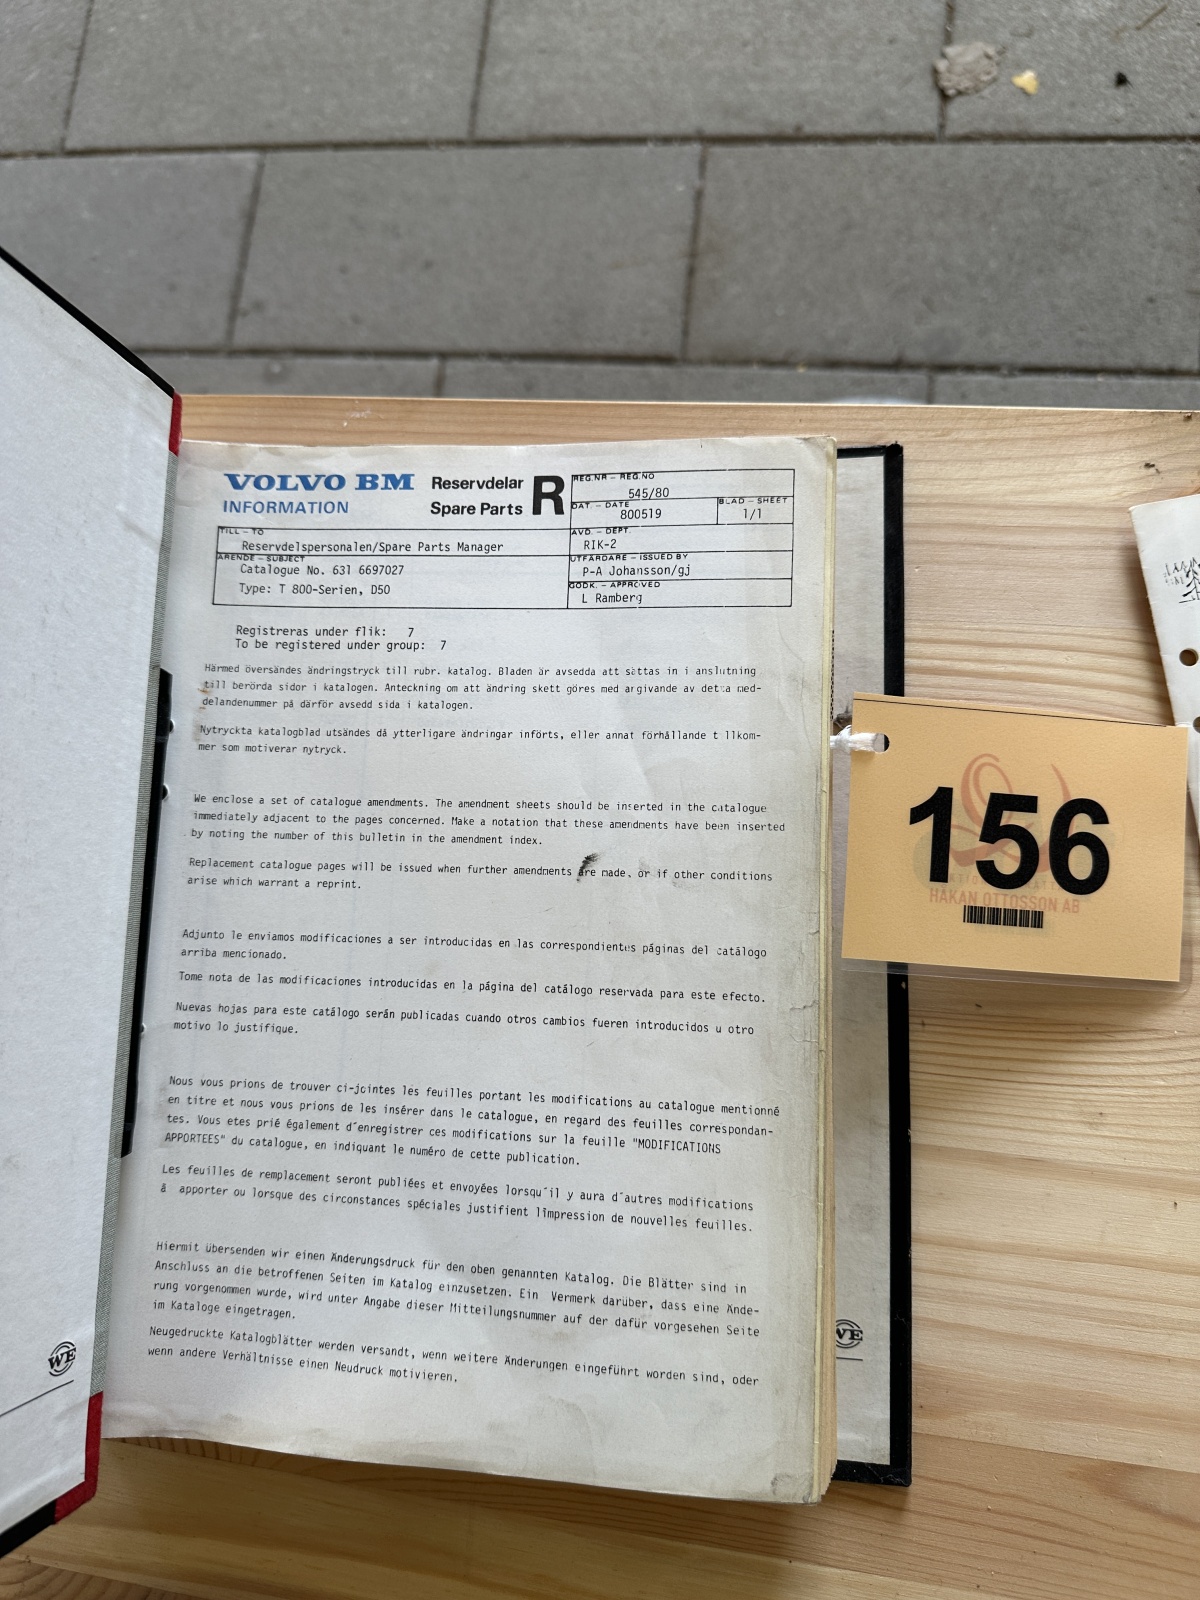 VOLVO BM
INFORMATION
Reservdelar
Spare Parts
R
REG.NR – REG.NO
545/80
DAT. – DATE
800519
BLAD – SHEET
1/1
TILL – TO
Reservdelspersonalen/Spare Parts Manager
AVD. – DEPT.
RIK-2
ÄRENDE – SUBJECT
Catalogue No. 631 6697027
Type: T 800-Serien, D50
UTFÄRDARE – ISSUED BY
P-A Johansson/gj
GODK. – APPROVED
L Ramberg
Registreras under flik: 7
To be registered under group: 7
Härmed översändes ändringstryck till rubr. katalog. Bladen är avsedda att sättas in i anslutning
till berörda sidor i katalogen. Anteckning om att ändring skett göres med angivande av detta med-
delandenummer på därför avsedd sida i katalogen.
Nytryckta katalogblad utsändes då ytterligare ändringar införts, eller annat förhållande tillkom-
mer som motiverar nytryck.
We enclose a set of catalogue amendments. The amendment sheets should be inserted in the catalogue
immediately adjacent to the pages concerned. Make a notation that these amendments have been inserted
by noting the number of this bulletin in the amendment index.
Replacement catalogue pages will be issued when further amendments are made, or if other conditions
arise which warrant a reprint.
Adjunto le enviamos modificaciones a ser introducidas en las correspondientes páginas del catálogo
arriba mencionado.
Tome nota de las modificaciones introducidas en la página del catálogo reservada para este efecto.
Nuevas hojas para este catálogo serán publicadas cuando otros cambios fueren introducidos u otro
motivo lo justifique.
Nous vous prions de trouver ci-jointes les feuilles portant les modifications au catalogue mentionné
en titre et nous vous prions de les insérer dans le catalogue, en regard des feuilles correspondan-
tes. Vous etes prié également d´enregistrer ces modifications sur la feuille "MODIFICATIONS
APPORTEES" du catalogue, en indiquant le numéro de cette publication.
Les feuilles de remplacement seront publiées et envoyées lorsqu´il y aura d´autres modifications
à apporter ou lorsque des circonstances spéciales justifient l´impression de nouvelles feuilles.
Hiermit übersenden wir einen Änderungsdruck für den oben genannten Katalog. Die Blätter sind in
Anschluss an die betroffenen Seiten im Katalog einzusetzen. Ein Vermerk darüber, dass eine Ände-
rung vorgenommen wurde, wird unter Angabe dieser Mitteilungsnummer auf der dafür vorgesehen Seite
im Kataloge eingetragen.
Neugedruckte Katalogblätter werden versandt, wenn weitere Änderungen eingeführt worden sind, oder
wenn andere Verhältnisse einen Neudruck motivieren.
156
HÅKAN OTTOSSON AB
WE
WE